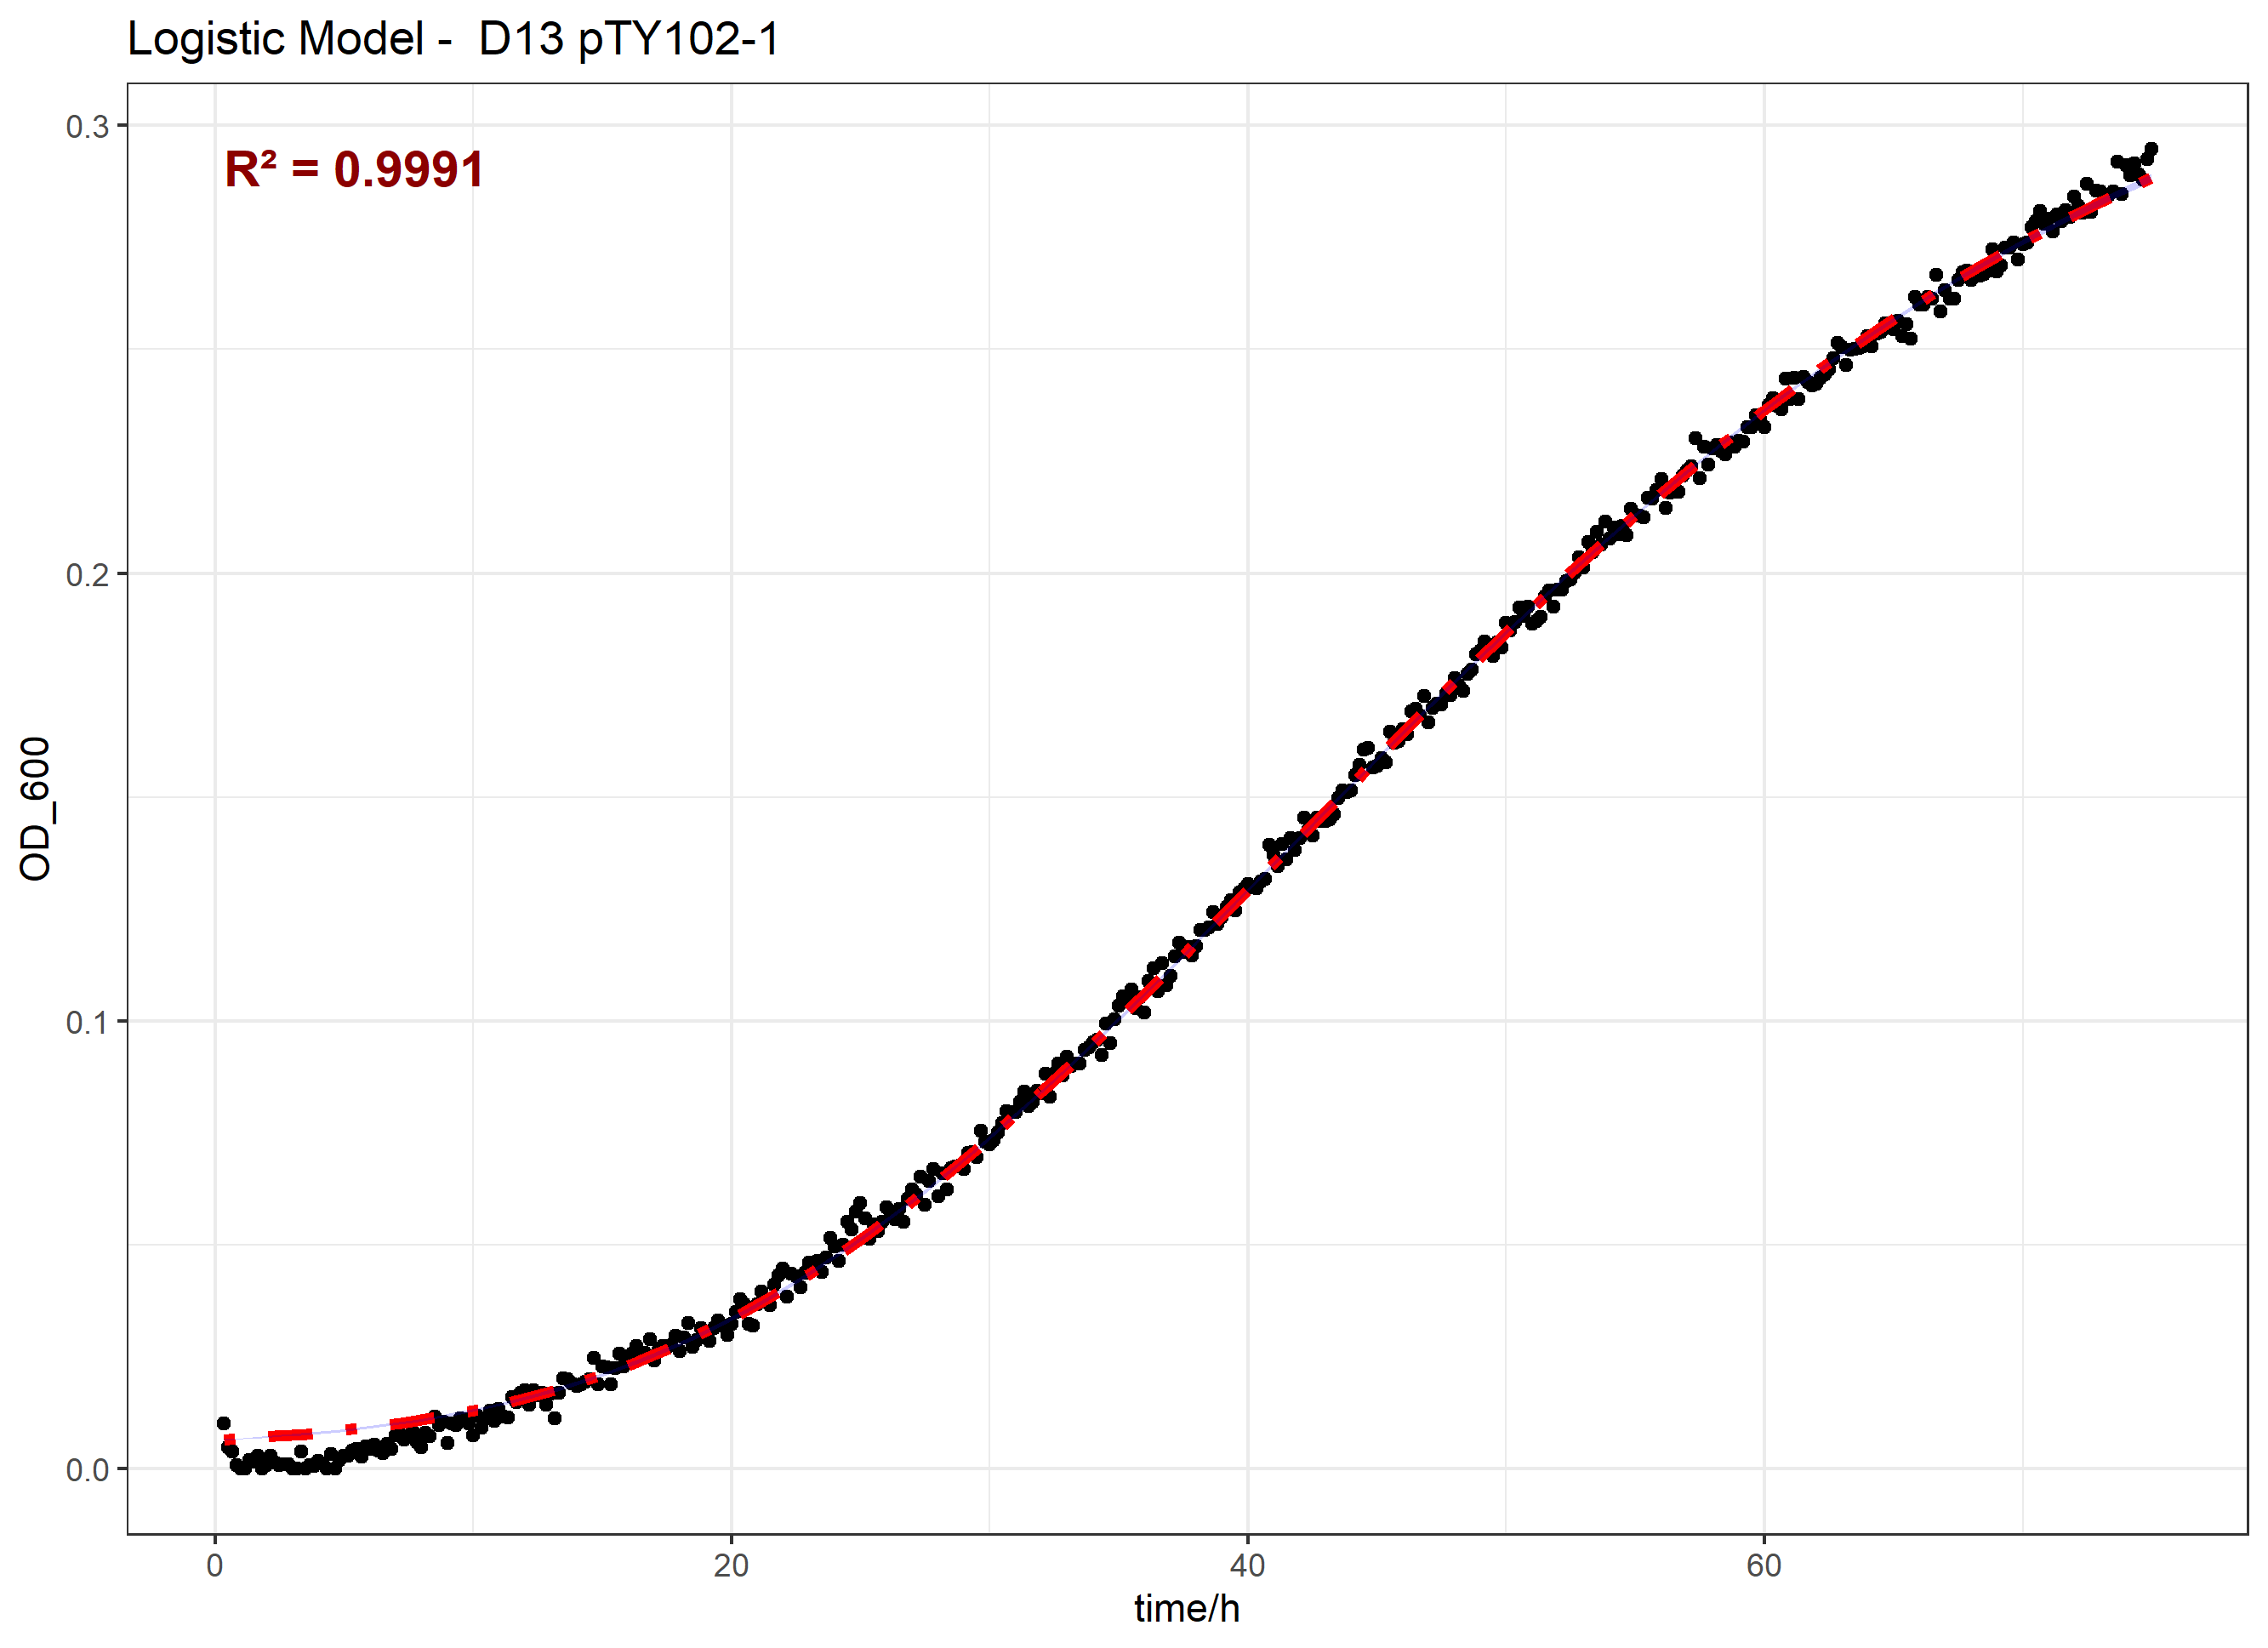 Logistic Model -  D13 pTY102-1
R² = 0.9991
0.3
0.2
0.1
0.0
OD_600
0 20 40 60
time/h